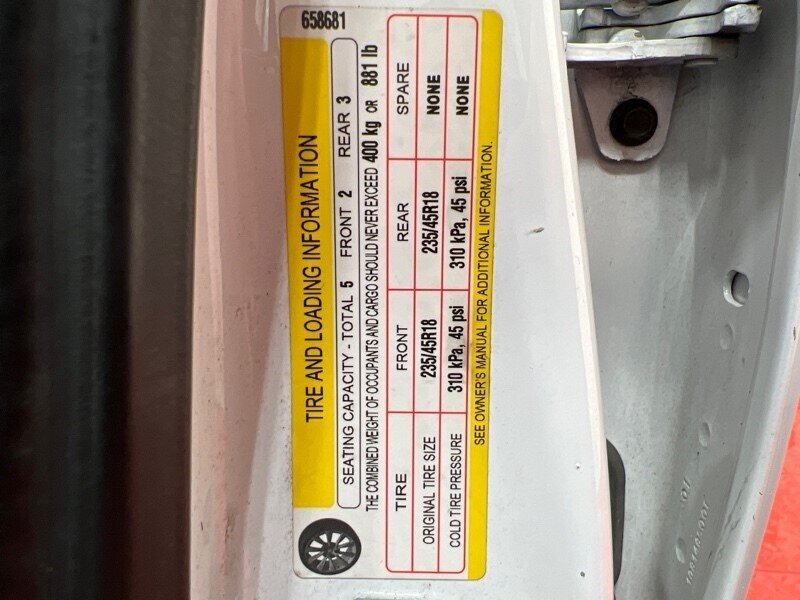 658681
TIRE AND LOADING INFORMATION
SEATING CAPACITY - TOTAL 5 FRONT 2 REAR 3
THE COMBINED WEIGHT OF OCCUPANTS AND CARGO SHOULD NEVER EXCEED 400 kg OR 881 lb
TIRE FRONT REAR SPARE
ORIGINAL TIRE SIZE 235/45R18 235/45R18 NONE
COLD TIRE PRESSURE 310 kPa, 45 psi 310 kPa, 45 psi NONE
SEE OWNER'S MANUAL FOR ADDITIONAL INFORMATION.